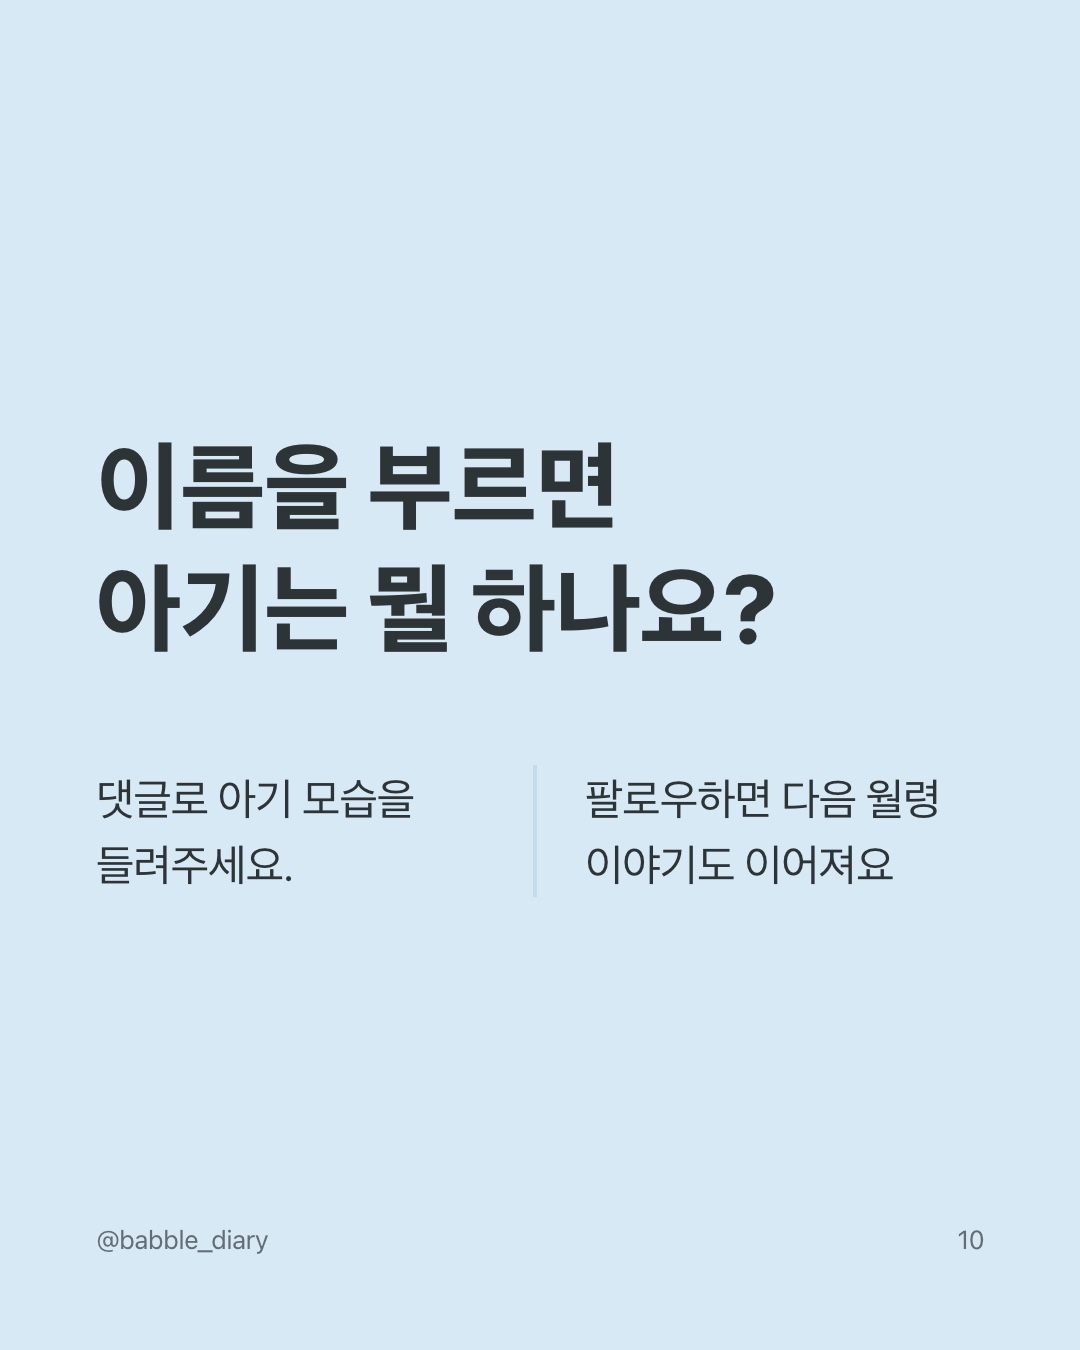 이름을 부르면
아기는 뭘 하나요?
댓글로 아기 모습을
들려주세요.
팔로우하면 다음 월령
이야기도 이어져요
@babble_diary
10